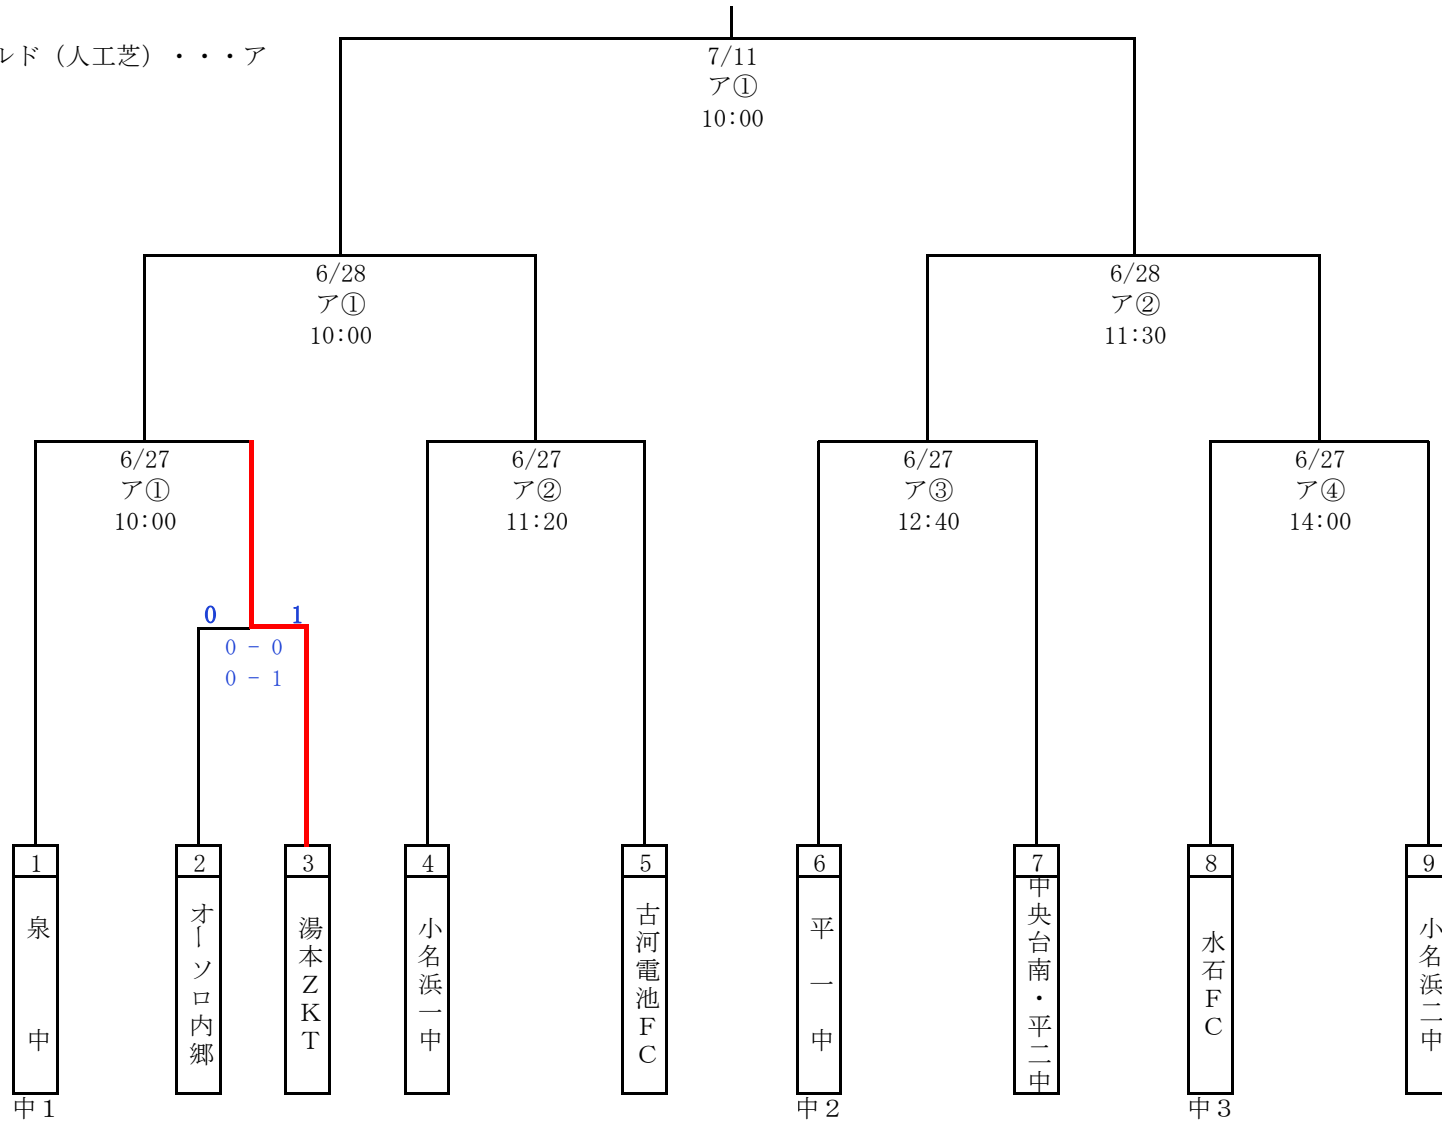 ルド（人工芝）・・・ア
7/11
ア①
10:00
6/28
ア①
10:00
6/28
ア②
11:30
6/27
ア①
10:00
6/27
ア②
11:20
6/27
ア③
12:40
6/27
ア④
14:00
0 1
0 - 0
0 - 1
1
泉中
中１
2
オーソロ内郷
3
湯本ＺＫＴ
4
小名浜一中
5
古河電池ＦＣ
6
平一中
中２
7
中央台南・平二中
8
水石ＦＣ
中３
9
小名浜二中